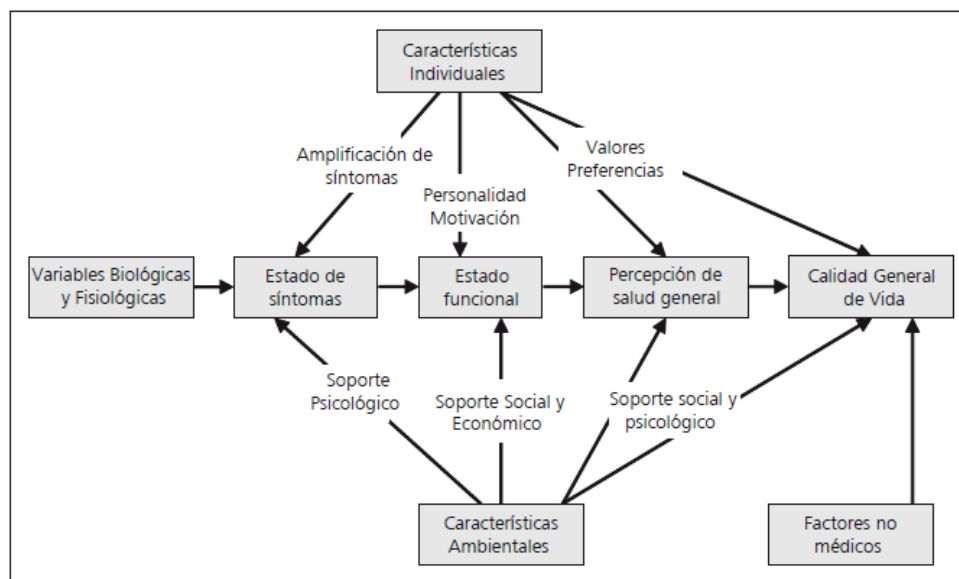 Características
Individuales
Amplificación de
síntomas
Valores
Preferencias
Personalidad
Motivación
Variables Biológicas
y Fisiológicas
Estado de
síntomas
Estado
funcional
Percepción de
salud general
Calidad General
de Vida
Soporte
Psicológico
Soporte Social y
Económico
Soporte social y
psicológico
Características
Ambientales
Factores no
médicos